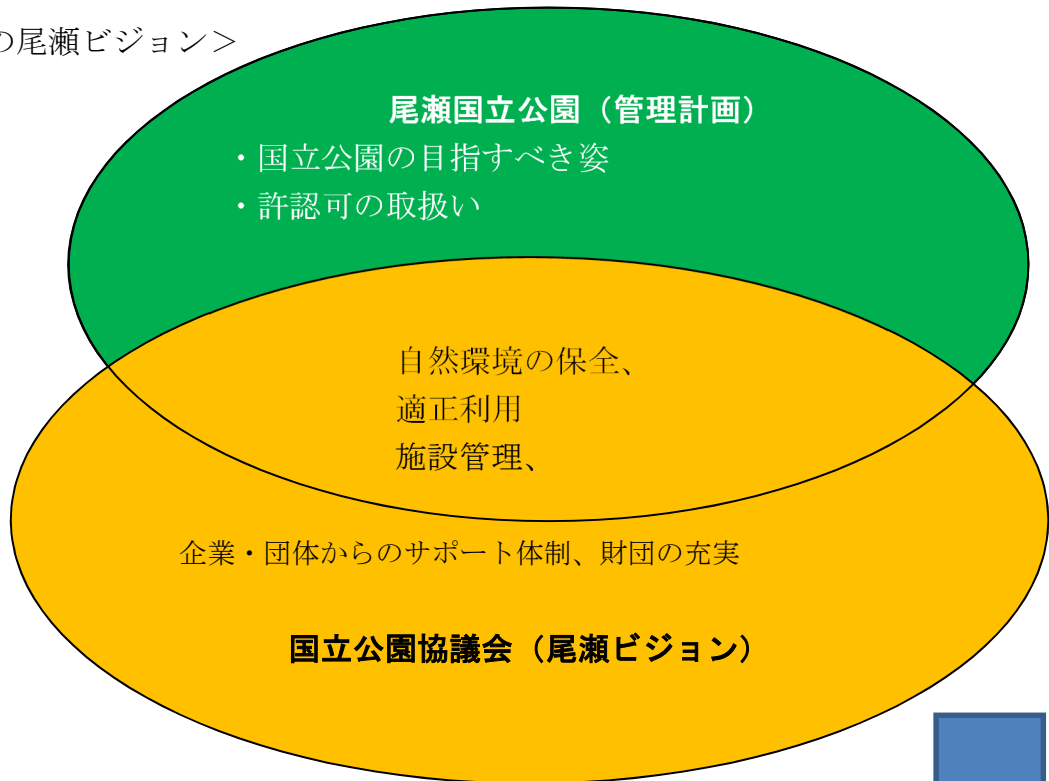 の尾瀬ビジョン＞
尾瀬国立公園（管理計画）
・国立公園の目指すべき姿
・許認可の取扱い
自然環境の保全、
適正利用
施設管理、
企業・団体からのサポート体制、財団の充実
国立公園協議会（尾瀬ビジョン）